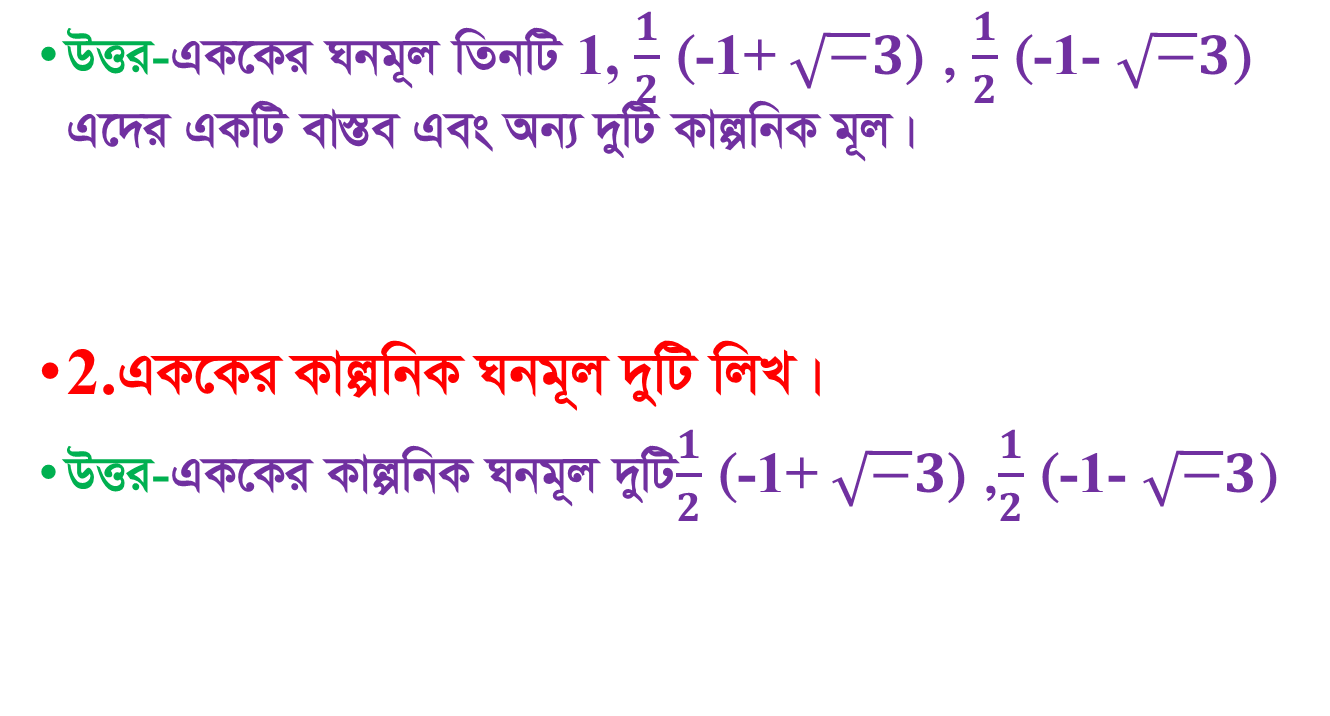 •উত্তর-এককের ঘনমূল তিনটি 1, 1/2 (-1+ √−3) , 1/2 (-1- √−3)
এদের একটি বাস্তব এবং অন্য দুটি কাল্পনিক মূল।
•2.এককের কাল্পনিক ঘনমূল দুটি লিখ।
•উত্তর-এককের কাল্পনিক ঘনমূল দুটি1/2 (-1+ √−3) ,1/2 (-1- √−3)